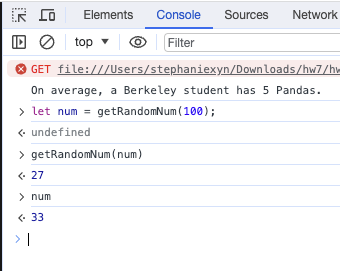 Elements Console Sources Network
top Filter
GET file:///Users/stephaniexyn/Downloads/hw7/hw
On average, a Berkeley student has 5 Pandas.
> let num = getRandomNum(100);
<· undefined
> getRandomNum(num)
<· 27
> num
<· 33
>